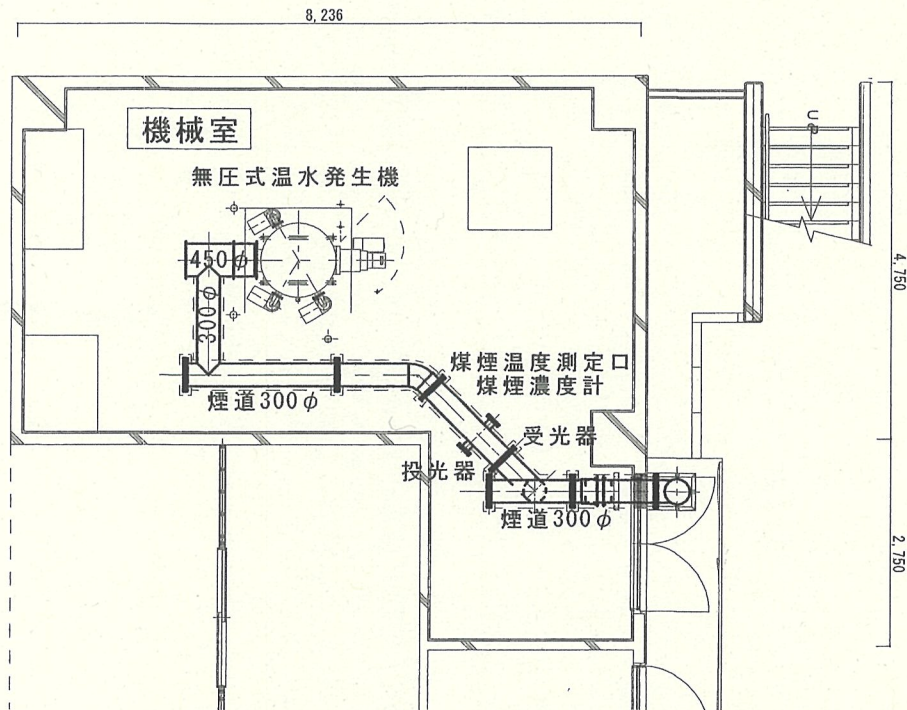 8,236
機械室
UP
無圧式温水発生機
450φ
300φ
4,750
煤煙温度測定口
煤煙濃度計
煙道300φ
受光器
投光器
煙道300φ
2,750